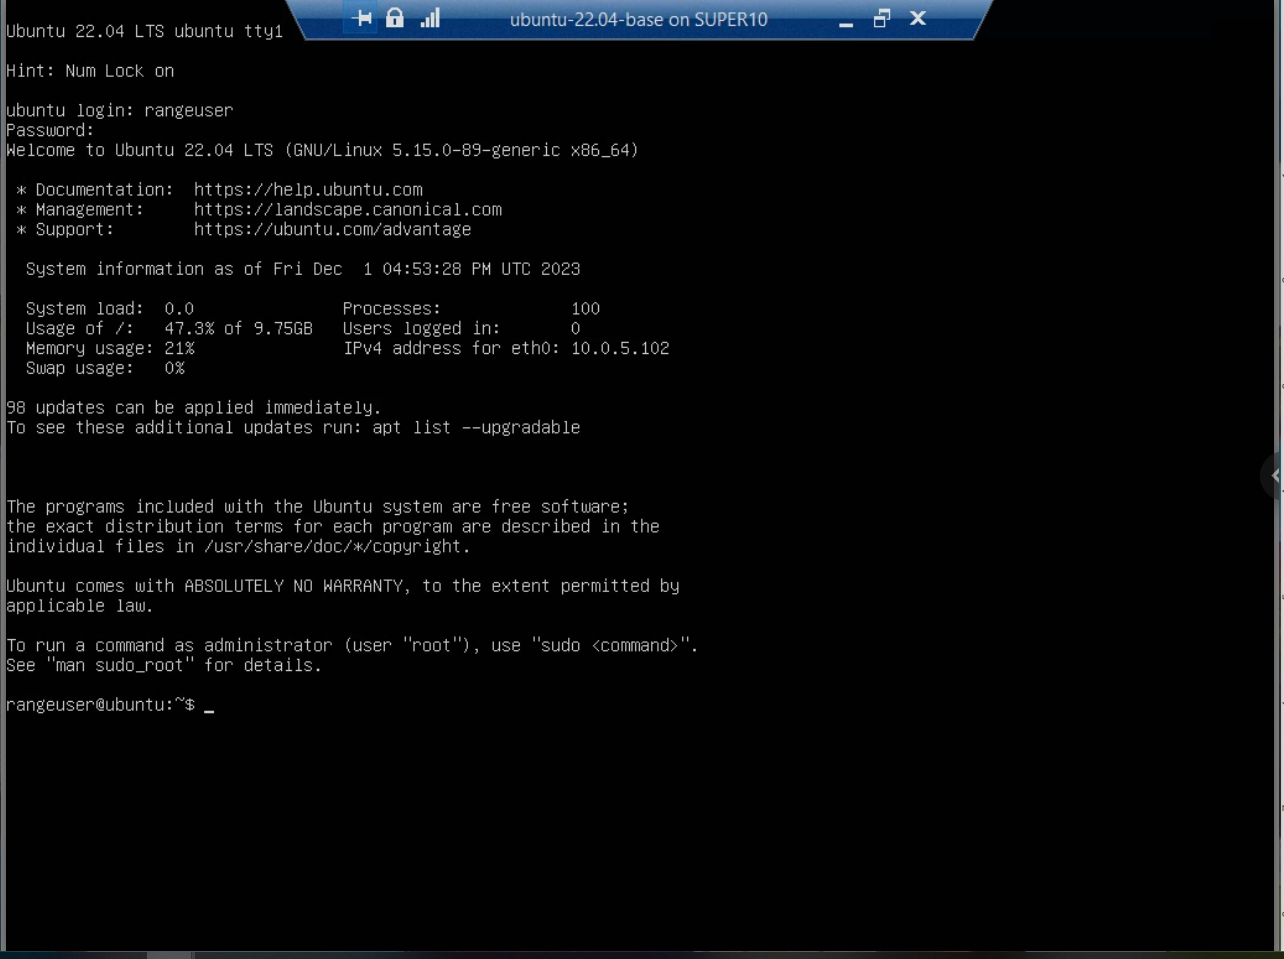 ubuntu-22.04-base on SUPER10
Ubuntu 22.04 LTS ubuntu tty1
Hint: Num Lock on
ubuntu login: rangeuser
Password:
Welcome to Ubuntu 22.04 LTS (GNU/Linux 5.15.0-89-generic x86_64)
* Documentation:  https://help.ubuntu.com
* Management:     https://landscape.canonical.com
* Support:        https://ubuntu.com/advantage
System information as of Fri Dec  1 04:53:28 PM UTC 2023
System load:  0.0               Processes:             100
Usage of /:   47.3% of 9.75GB   Users logged in:       0
Memory usage: 21%               IPv4 address for eth0: 10.0.5.102
Swap usage:   0%
98 updates can be applied immediately.
To see these additional updates run: apt list --upgradable
The programs included with the Ubuntu system are free software;
the exact distribution terms for each program are described in the
individual files in /usr/share/doc/*/copyright.
Ubuntu comes with ABSOLUTELY NO WARRANTY, to the extent permitted by
applicable law.
To run a command as administrator (user "root"), use "sudo <command>".
See "man sudo_root" for details.
rangeuser@ubuntu:~$ _